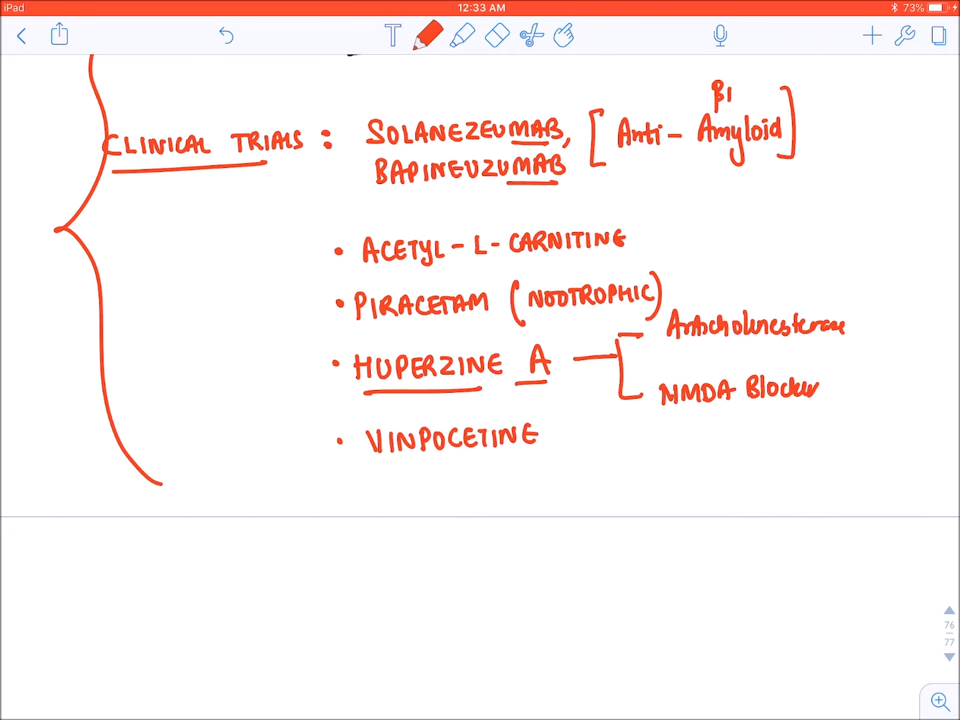 iPad
12:33 AM
73%
T
β1
CLINICAL TRIALS : SOLANEZEUMAB, [Anti - Amyloid]
BAPINEUZUMAB
• ACETYL - L - CARNITINE
• PIRACETAM (NOOTROPHIC)
• HUPERZINE A
Anticholinesterase
NMDA Blocker
• VINPOCETINE
76
77